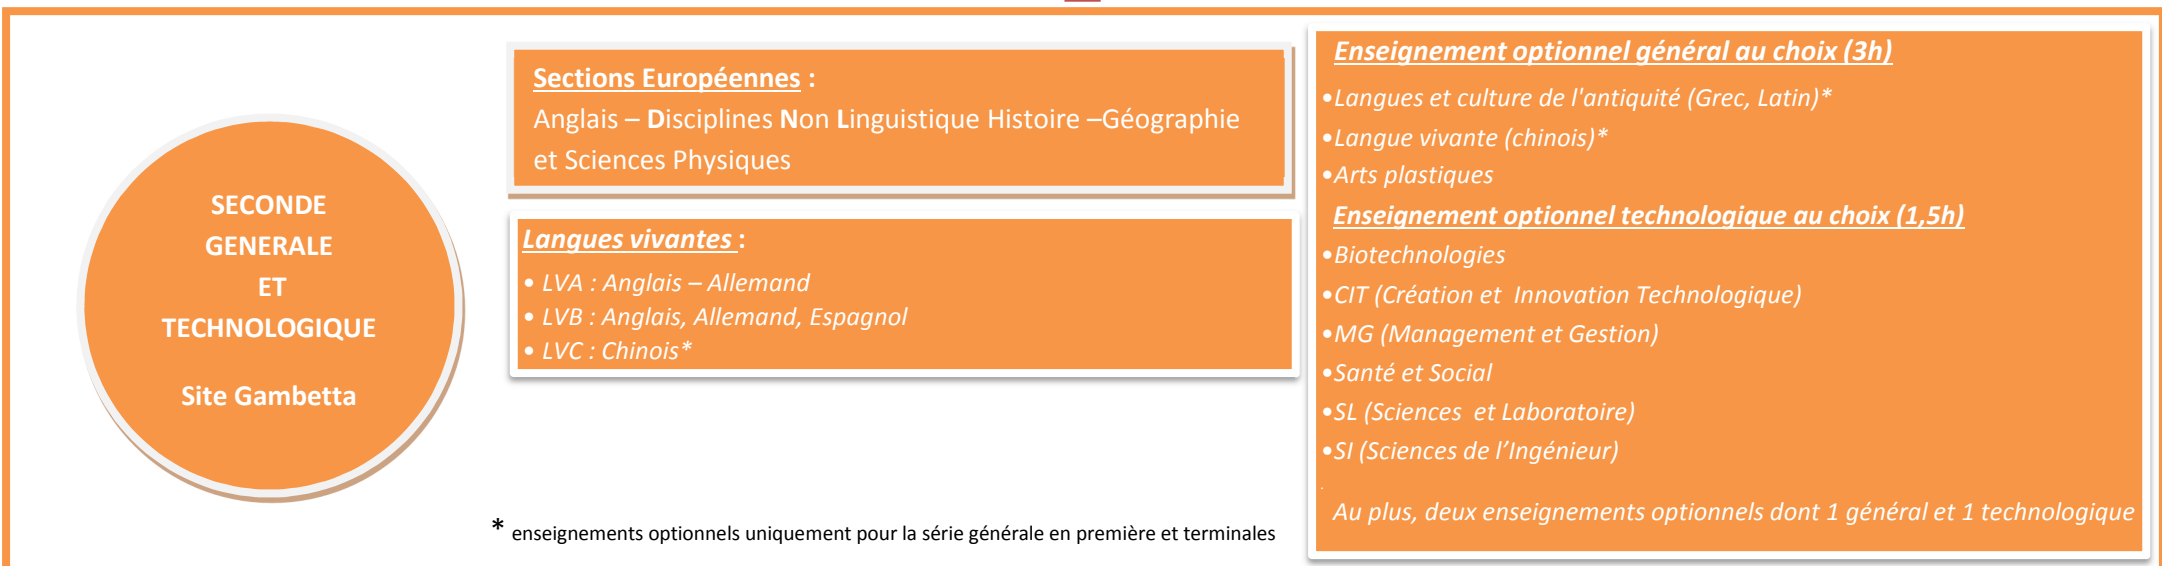 SECONDE
GENERALE
ET
TECHNOLOGIQUE
Site Gambetta
Sections Européennes :
Anglais – Disciplines Non Linguistique Histoire –Géographie
et Sciences Physiques
Langues vivantes :
• LVA : Anglais – Allemand
• LVB : Anglais, Allemand, Espagnol
• LVC : Chinois*
* enseignements optionnels uniquement pour la série générale en première et terminales
Enseignement optionnel général au choix (3h)
•Langues et culture de l'antiquité (Grec, Latin)*
•Langue vivante (chinois)*
•Arts plastiques
Enseignement optionnel technologique au choix (1,5h)
•Biotechnologies
•CIT (Création et Innovation Technologique)
•MG (Management et Gestion)
•Santé et Social
•SL (Sciences et Laboratoire)
•SI (Sciences de l’Ingénieur)
.
Au plus, deux enseignements optionnels dont 1 général et 1 technologique